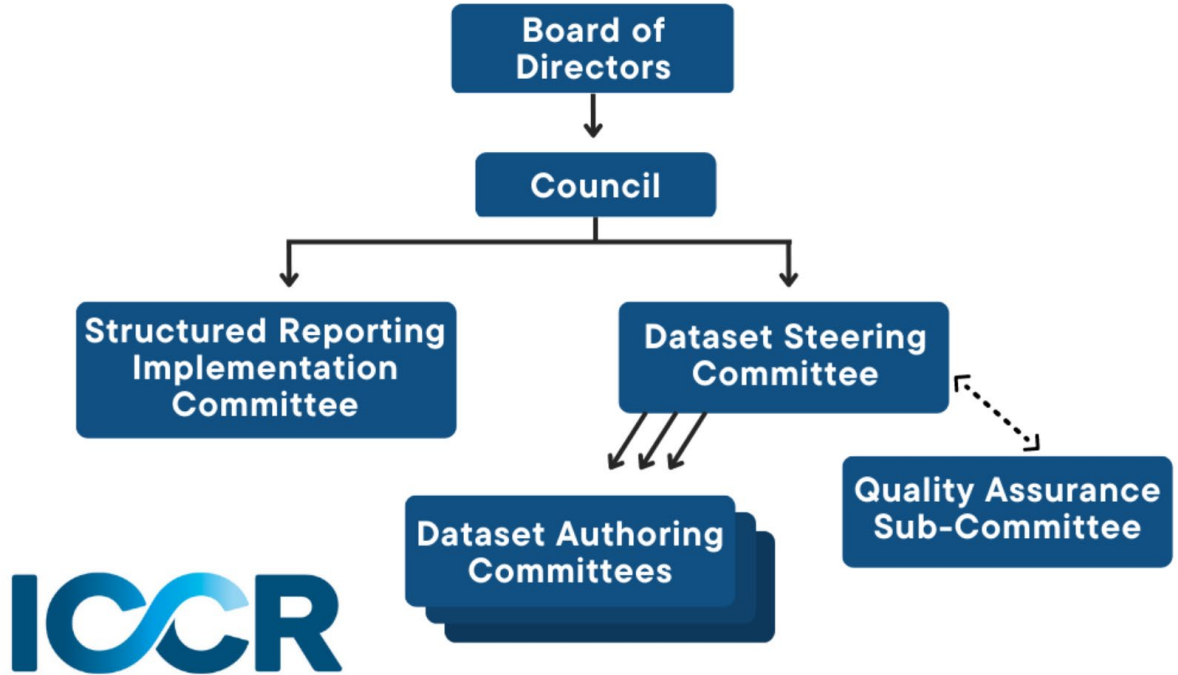 Board of
Directors
Council
Structured Reporting
Implementation
Committee
Dataset Steering
Committee
Quality Assurance
Sub-Committee
Dataset Authoring
Committees
ICCR